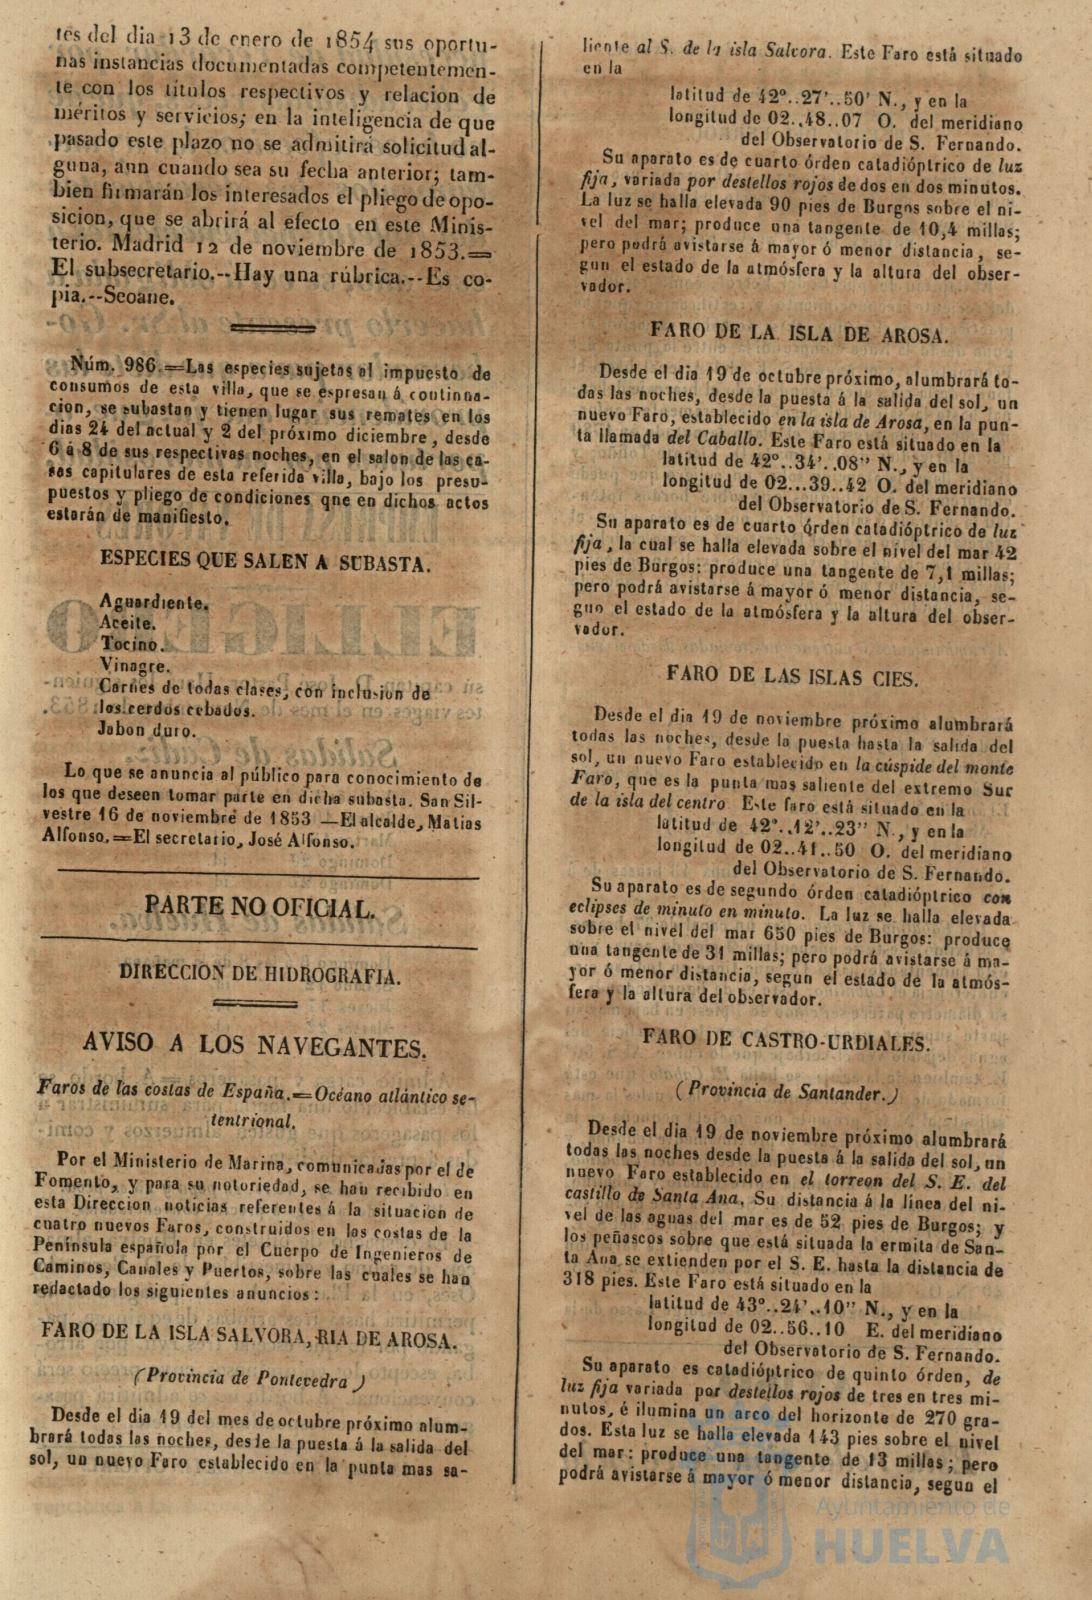 tes del dia 13 de enero de 1854 sus oportu-
nas instancias documentadas competentemen-
te con los títulos respectivos y relacion de
méritos y servicios; en la inteligencia de que
pasado este plazo no se admitirá solicitud al-
guna, aun cuando sea su fecha anterior; tam-
bien firmarán los interesados el pliego de opo-
sicion, que se abrirá al efecto en este Minis-
terio. Madrid 12 de noviembre de 1853.=
El subsecretario.--Hay una rúbrica.--Es co-
pia.--Seoane.
Núm. 986.=Las especies sujetas al impuesto de
consumos de esta villa, que se espresan á continua-
cion, se subastan y tienen lugar sus remates en los
dias 24 del actual y 2 del próximo diciembre, desde
6 á 8 de sus respectivas noches, en el salon de las ca-
sas capitulares de esta referida villa, bajo los presu-
puestos y pliego de condiciones qne en dichos actos
estarán de manifiesto.
ESPECIES QUE SALEN A SUBASTA.
Aguardiente.
Aceite.
Tocino.
Vinagre.
Carnes de todas clases, con inclusion de
los cerdos cebados.
Jabon duro.
Lo que se anuncia al público para conocimiento de
los que deseen tomar parte en dicha subasta. San Sil-
vestre 16 de noviembre de 1853 —El alcalde, Matias
Alfonso.=El secretario, José Alfonso.
PARTE NO OFICIAL.
DIRECCION DE HIDROGRAFIA.
AVISO A LOS NAVEGANTES.
Faros de las costas de España.=Océano atlántico se-
tentrional.
Por el Ministerio de Marina, comunicadas por el de
Fomento, y para su notoriedad, se han recibido en
esta Direccion noticias referentes á la situacion de
cuatro nuevos Faros, construidos en las costas de la
Península española por el Cuerpo de Ingenieros de
Caminos, Canales y Puertos, sobre las cuales se han
redactado los siguientes anuncios:
FARO DE LA ISLA SALVORA, RIA DE AROSA.
(Provincia de Pontevedra)
Desde el dia 19 del mes de octubre próximo alum-
brará todas las noches, desde la puesta á la salida del
sol, un nuevo Faro establecido en la punta mas sa-
liente al S. de la isla Salvora. Este Faro está situado
en la
latitud de 42º..27'..50' N., y en la
longitud de 02..48..07 O. del meridiano
del Observatorio de S. Fernando.
Su aparato es de cuarto órden catadióptrico de luz
fija, variada por destellos rojos de dos en dos minutos.
La luz se halla elevada 90 pies de Burgos sobre el ni-
vel del mar; produce una tangente de 10,4 millas;
pero podrá avistarse á mayor ó menor distancia, se-
gun el estado de la atmósfera y la altura del obser-
vador.
FARO DE LA ISLA DE AROSA.
Desde el dia 19 de octubre próximo, alumbrará to-
das las noches, desde la puesta á la salida del sol, un
nuevo Faro, establecido en la isla de Arosa, en la pun-
ta llamada del Caballo. Este Faro está situado en la
latitud de 42º..34'..08" N., y en la
longitud de 02...39..42 O. del meridiano
del Observatorio de S. Fernando.
Su aparato es de cuarto órden catadióptrico de luz
fija, la cual se halla elevada sobre el nivel del mar 42
pies de Burgos: produce una tangente de 7,1 millas;
pero podrá avistarse á mayor ó menor distancia, se-
gun el estado de la atmósfera y la altura del obser-
vador.
FARO DE LAS ISLAS CIES.
Desde el dia 19 de noviembre próximo alumbrará
todas las noches, desde la puesta hasta la salida del
sol, un nuevo Faro establecido en la cúspide del monte
Faro, que es la punta mas saliente del extremo Sur
de la isla del centro. Este faro está situado en la
latitud de 42º..12'..23" N., y en la
longitud de 02..41..50 O. del meridiano
del Observatorio de S. Fernando.
Su aparato es de segundo órden catadióptrico con
eclipses de minuto en minuto. La luz se halla elevada
sobre el nivel del mar 650 pies de Burgos: produce
una tangente de 31 millas; pero podrá avistarse á ma-
yor ó menor distancia, segun el estado de la atmós-
fera y la altura del observador.
FARO DE CASTRO-URDIALES.
(Provincia de Santander.)
Desde el dia 19 de noviembre próximo alumbrará
todas las noches desde la puesta á la salida del sol, un
nuevo Faro establecido en el torreon del S. E. del
castillo de Santa Ana. Su distancia á la línea del ni-
vel de las aguas del mar es de 52 pies de Burgos; y
los peñascos sobre que está situada la ermita de San-
ta Ana se extienden por el S. E. hasta la distancia de
318 pies. Este Faro está situado en la
latitud de 43º..24'..10" N., y en la
longitud de 02..56..10 E. del meridiano
del Observatorio de S. Fernando.
Su aparato es catadióptrico de quinto órden, de
luz fija variada por destellos rojos de tres en tres mi-
nutos, é ilumina un arco del horizonte de 270 gra-
dos. Esta luz se halla elevada 143 pies sobre el nivel
del mar: produce una tangente de 13 millas; pero
podrá avistarse á mayor ó menor distancia, segun el
Ayuntamiento de
HUELVA